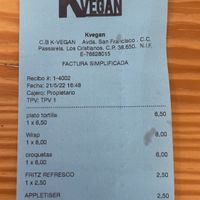 KVEGAN
Kvegan
C.B K-VEGAN Avda. San Francisco , C.C.
Passarela, Los Cristianos, C.P. 38.650. N.I.F.
E-76628015
FACTURA SIMPLIFICADA
Recibo #: 1-4002
Fecha: 21/5/22 16:49
Cajero: Propietario
TPV: TPV 1
plato tortilla 6,50
1 x 6,50
Wrap 8,00
1 x 8,00
croquetas 6,00
1 x 6,00
FRITZ REFRESCO 2,50
1 x 2,50
APPLETISER 2,50